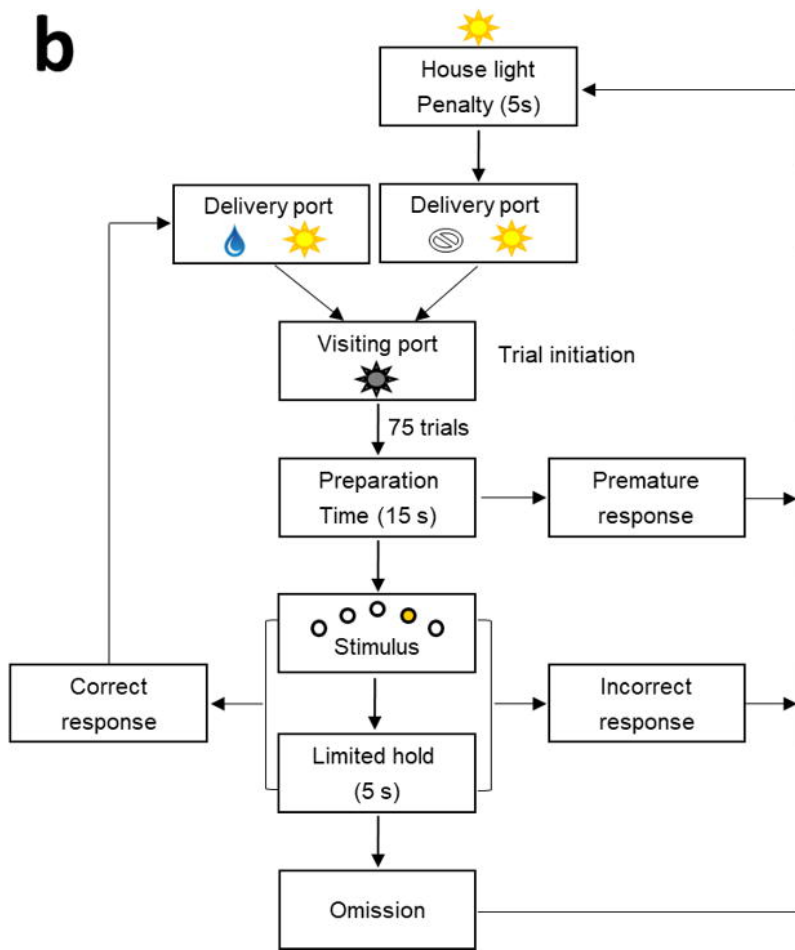 b
House light
Penalty (5s)
Delivery port
Delivery port
Visiting port
Trial initiation
75 trials
Preparation
Time (15 s)
Premature
response
Stimulus
Correct
response
Incorrect
response
Limited hold
(5 s)
Omission